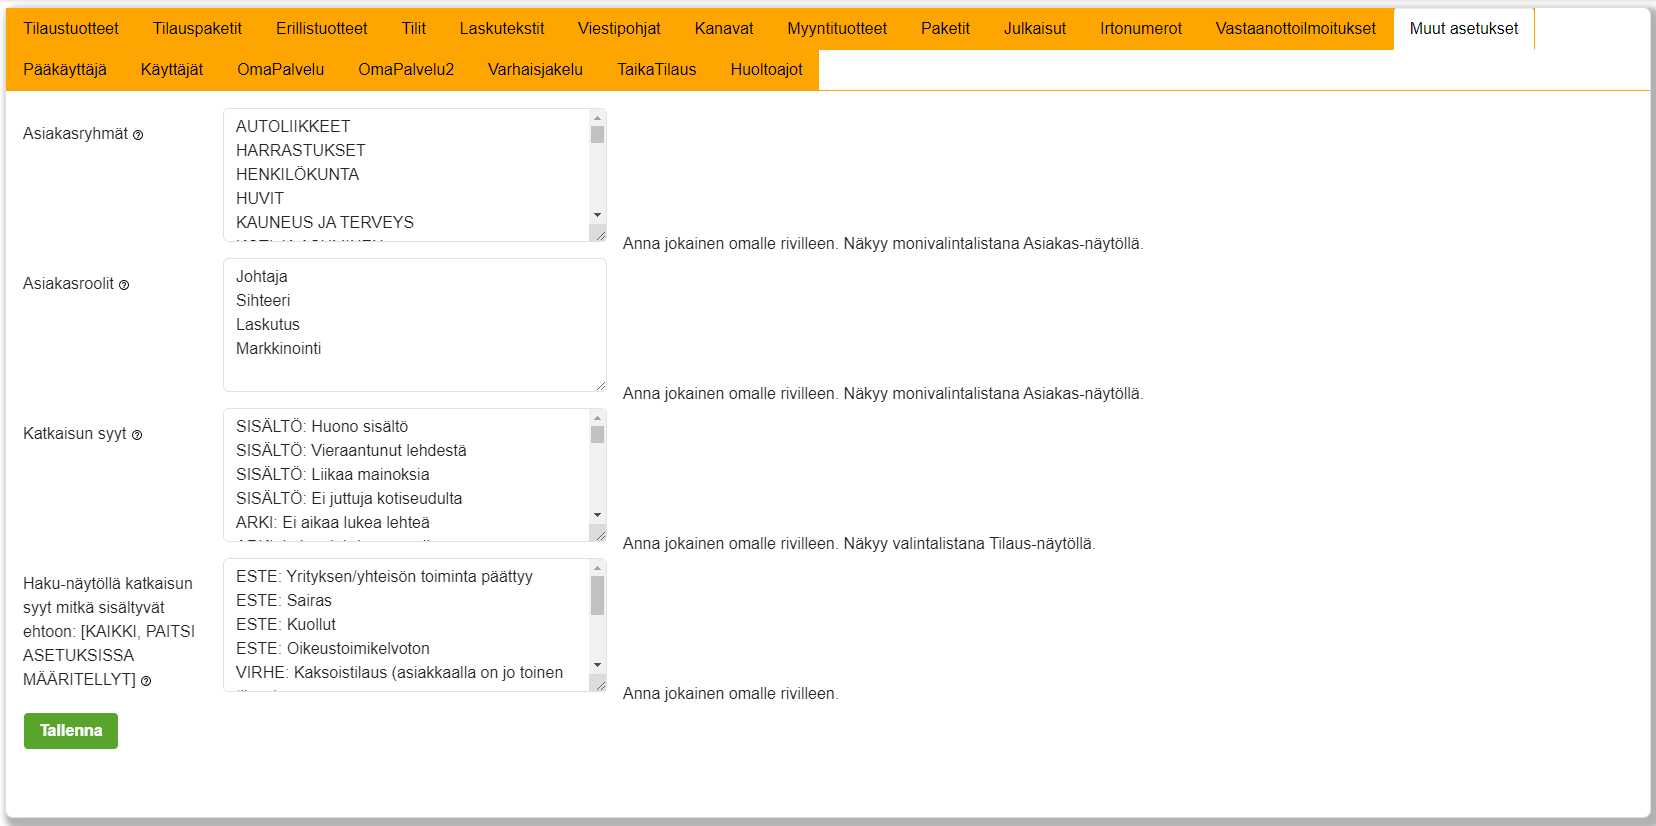 Tilaustuotteet Tilauspaketit Erillistuotteet Tilit Laskutekstit Viestipohjat Kanavat Myyntituotteet Paketit Julkaisut Irtonumerot Vastaanottoilmoitukset Muut asetukset
Pääkäyttäjä Käyttäjät OmaPalvelu OmaPalvelu2 Varhaisjakelu TaikaTilaus Huoltoajot
Asiakasryhmät
AUTOLIIKKEET
HARRASTUKSET
HENKILÖKUNTA
HUVIT
KAUNEUS JA TERVEYS
Anna jokainen omalle rivilleen. Näkyy monivalintalistana Asiakas-näytöllä.
Asiakasroolit
Johtaja
Sihteeri
Laskutus
Markkinointi
Anna jokainen omalle rivilleen. Näkyy monivalintalistana Asiakas-näytöllä.
Katkaisun syyt
SISÄLTÖ: Huono sisältö
SISÄLTÖ: Vieraantunut lehdestä
SISÄLTÖ: Liikaa mainoksia
SISÄLTÖ: Ei juttuja kotiseudulta
ARKI: Ei aikaa lukea lehteä
Anna jokainen omalle rivilleen. Näkyy valintalistana Tilaus-näytöllä.
Haku-näytöllä katkaisun
syyt mitkä sisältyvät
ehtoon: [KAIKKI, PAITSI
ASETUKSISSA
MÄÄRITELLYT]
ESTE: Yrityksen/yhteisön toiminta päättyy
ESTE: Sairas
ESTE: Kuollut
ESTE: Oikeustoimikelvoton
VIRHE: Kaksoistilaus (asiakkaalla on jo toinen
Anna jokainen omalle rivilleen.
Tallenna